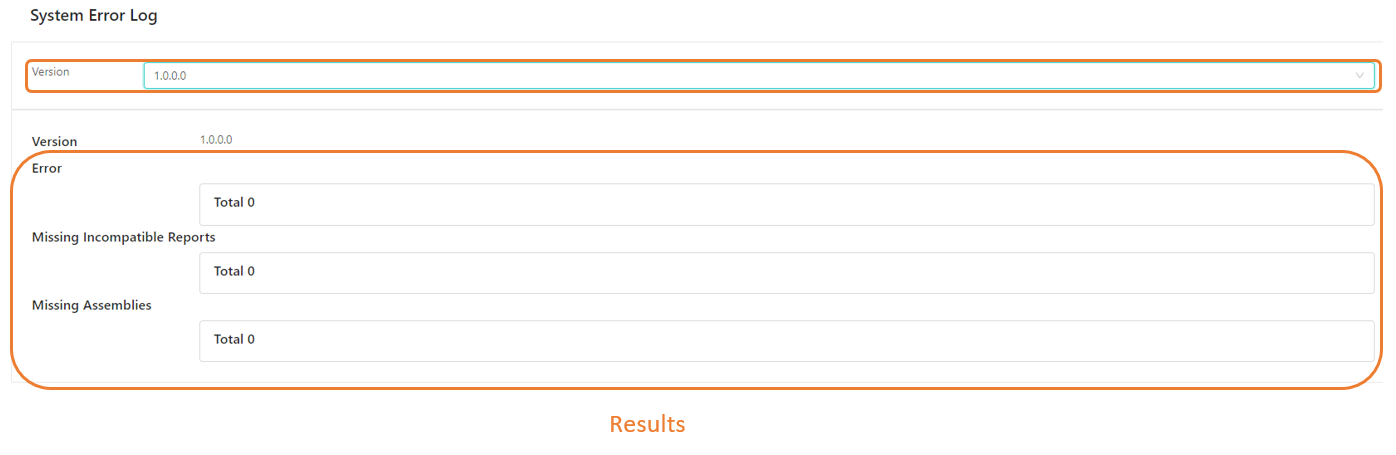 System Error Log
Version 1.0.0.0
Version 1.0.0.0
Error
Total 0
Missing Incompatible Reports
Total 0
Missing Assemblies
Total 0
Results